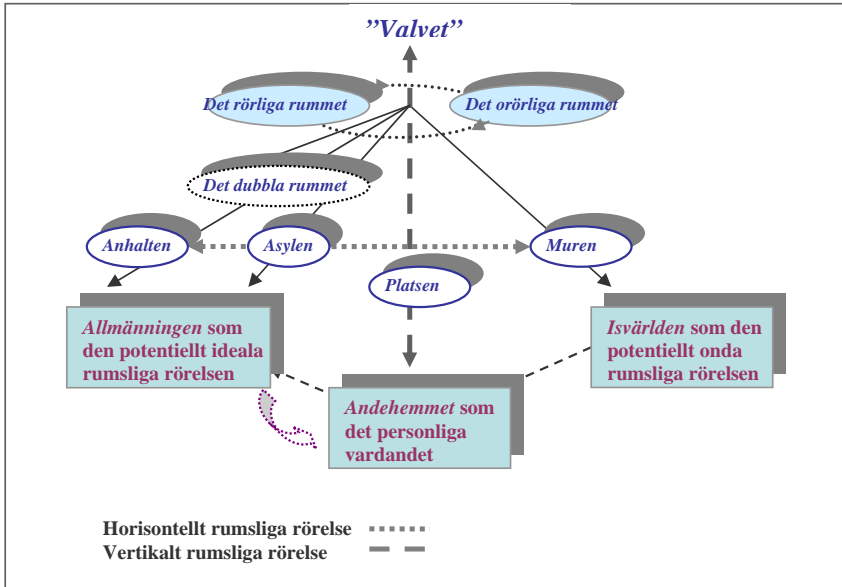 ”Valvet”
Det rörliga rummet
Det orörliga rummet
Det dubbla rummet
Anhalten
Asylen
Muren
Platsen
Allmänningen som
den potentiellt ideala
rumsliga rörelsen
Isvärlden som den
potentiellt onda
rumsliga rörelsen
Andehemmet som
det personliga
vardandet
Horisontellt rumsliga rörelse
Vertikalt rumsliga rörelse